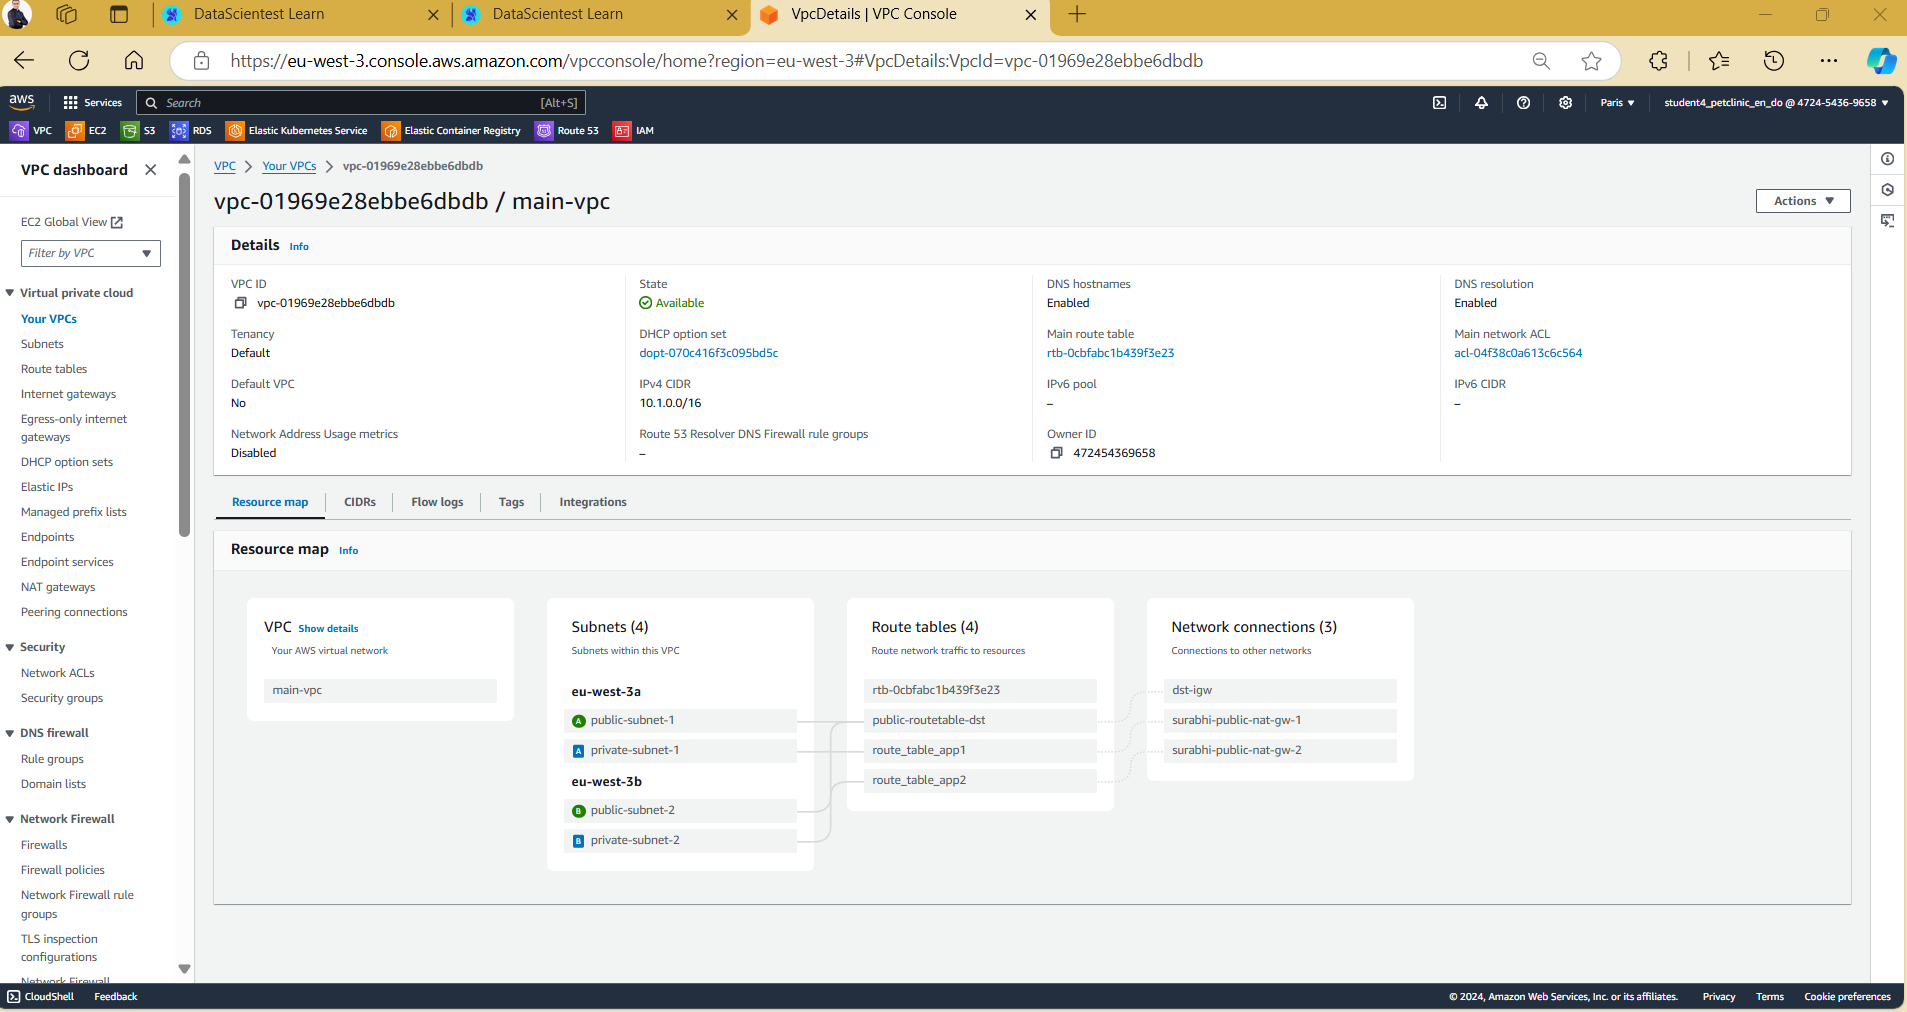 DataScientest Learn
DataScientest Learn
VpcDetails | VPC Console
https://eu-west-3.console.aws.amazon.com/vpcconsole/home?region=eu-west-3#VpcDetails:VpcId=vpc-01969e28ebbe6dbdb
aws
Services
Search
[Alt+S]
Paris
student4_petclinic_en_do @ 4724-5436-9658
VPC
EC2
S3
RDS
Elastic Kubernetes Service
Elastic Container Registry
Route 53
IAM
VPC dashboard
EC2 Global View
Filter by VPC
Virtual private cloud
Your VPCs
Subnets
Route tables
Internet gateways
Egress-only internet
gateways
DHCP option sets
Elastic IPs
Managed prefix lists
Endpoints
Endpoint services
NAT gateways
Peering connections
Security
Network ACLs
Security groups
DNS firewall
Rule groups
Domain lists
Network Firewall
Firewalls
Firewall policies
Network Firewall rule
groups
TLS inspection
configurations
Network Firewall
VPC
Your VPCs
vpc-01969e28ebbe6dbdb
vpc-01969e28ebbe6dbdb / main-vpc
Actions
Details Info
VPC ID
vpc-01969e28ebbe6dbdb
State
Available
DNS hostnames
Enabled
DNS resolution
Enabled
Tenancy
Default
DHCP option set
dopt-070c416f3c095bd5c
Main route table
rtb-0cbfabc1b439f3e23
Main network ACL
acl-04f38c0a613c6c564
Default VPC
No
IPv4 CIDR
10.1.0.0/16
IPv6 pool
–
IPv6 CIDR
–
Network Address Usage metrics
Disabled
Route 53 Resolver DNS Firewall rule groups
–
Owner ID
472454369658
Resource map
CIDRs
Flow logs
Tags
Integrations
Resource map Info
VPC Show details
Your AWS virtual network
main-vpc
Subnets (4)
Subnets within this VPC
eu-west-3a
A public-subnet-1
A private-subnet-1
eu-west-3b
B public-subnet-2
B private-subnet-2
Route tables (4)
Route network traffic to resources
rtb-0cbfabc1b439f3e23
public-routetable-dst
route_table_app1
route_table_app2
Network connections (3)
Connections to other networks
dst-igw
surabhi-public-nat-gw-1
surabhi-public-nat-gw-2
CloudShell
Feedback
© 2024, Amazon Web Services, Inc. or its affiliates.
Privacy
Terms
Cookie preferences